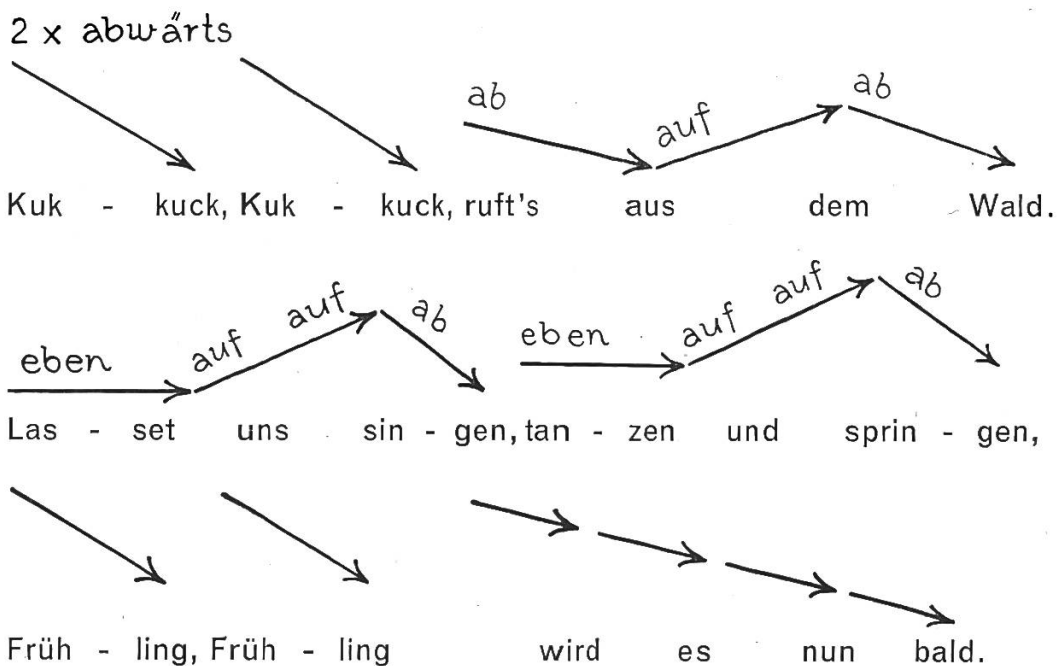 2 x abwärts
ab auf ab
Kuk - kuck, Kuk - kuck, ruft's aus dem Wald.
eben auf auf ab eben auf auf ab
Las - set uns sin - gen, tan - zen und sprin - gen,
Früh - ling, Früh - ling wird es nun bald.